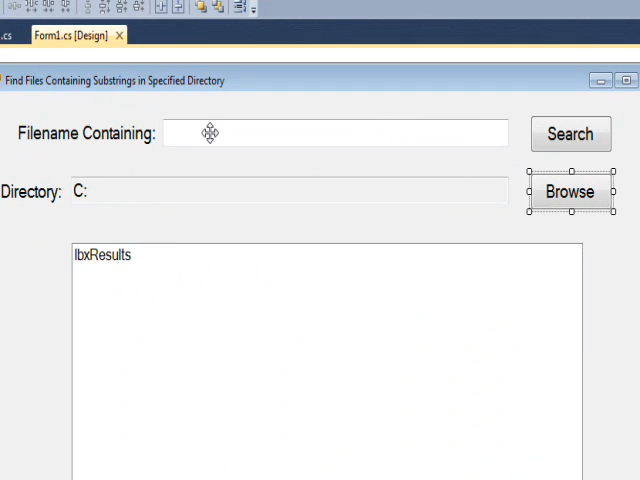 .cs Form1.cs [Design]
Find Files Containing Substrings in Specified Directory
Filename Containing: Search
Directory: C: Browse
lbxResults